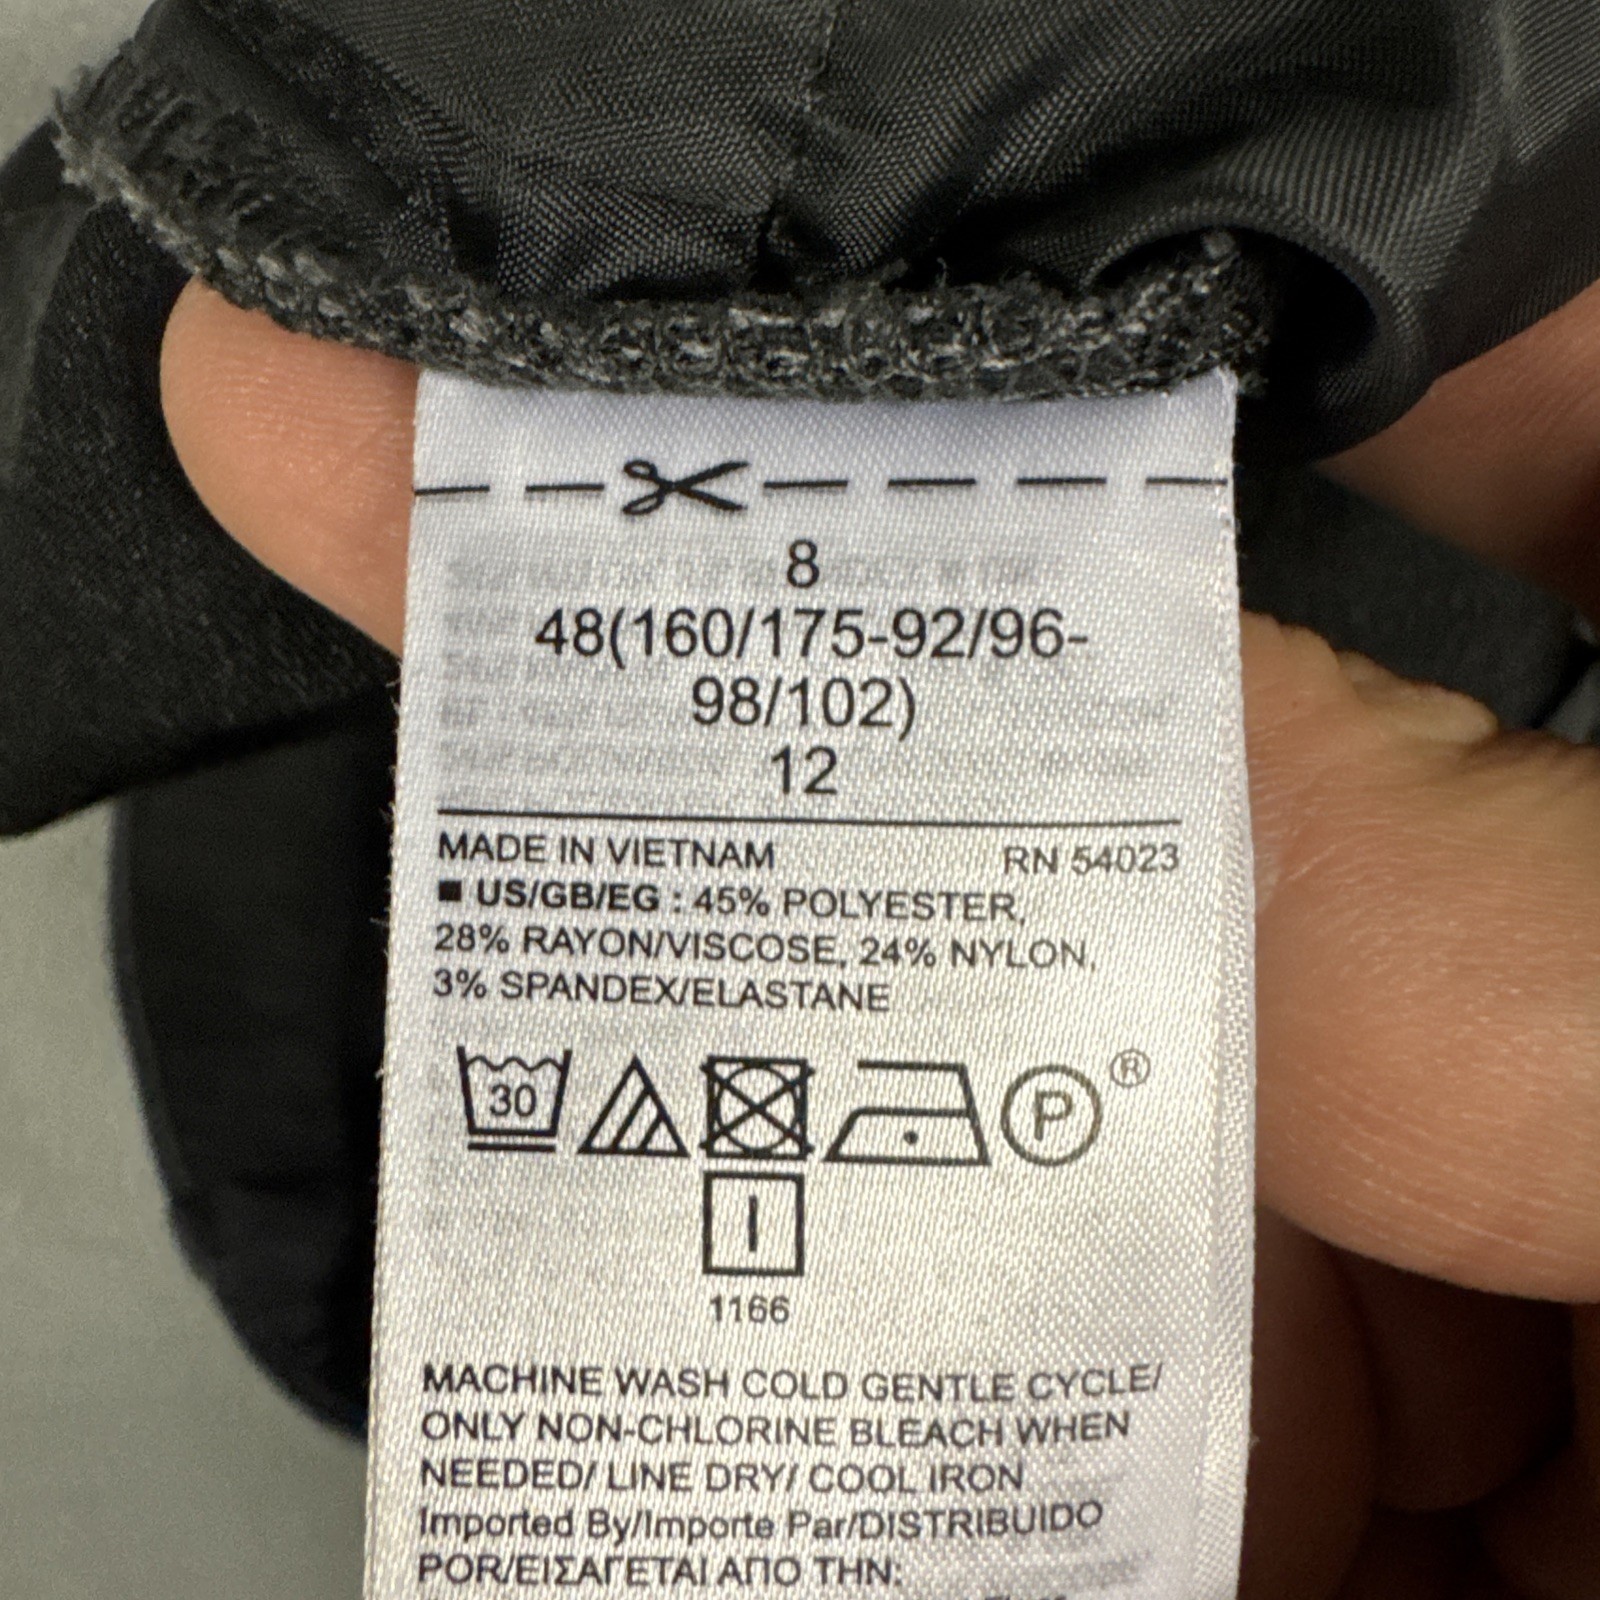 8
48(160/175-92/96-
98/102)
12
MADE IN VIETNAM RN 54023
■ US/GB/EG : 45% POLYESTER,
28% RAYON/VISCOSE, 24% NYLON,
3% SPANDEX/ELASTANE
30 P ®
I
1166
MACHINE WASH COLD GENTLE CYCLE/
ONLY NON-CHLORINE BLEACH WHEN
NEEDED/ LINE DRY/ COOL IRON
Imported By/Importe Par/DISTRIBUIDO
POR/ΕΙΣΑΓΕΤΑΙ ΑΠΟ ΤΗΝ: